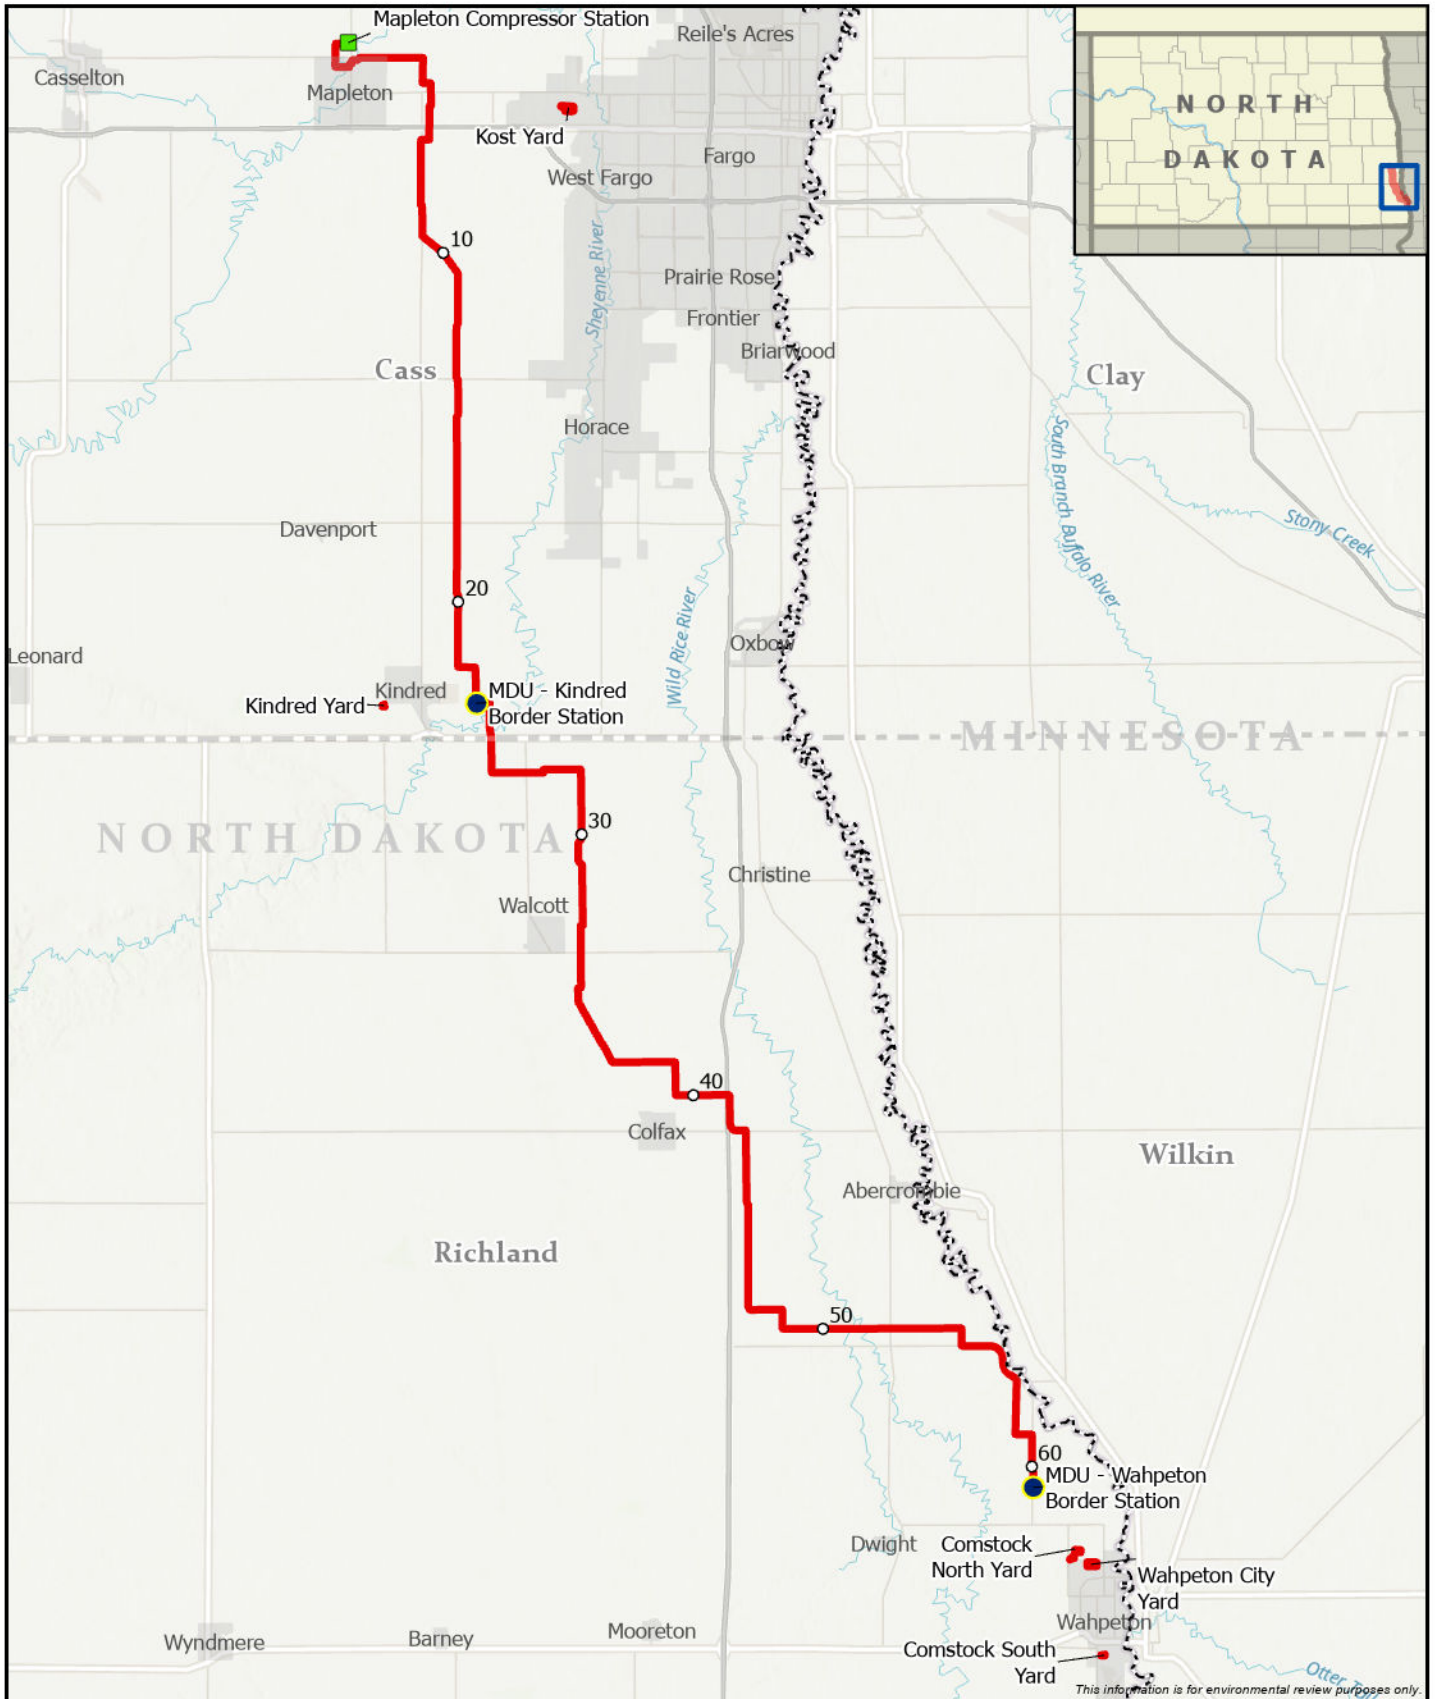 Mapleton Compressor Station
Reile's Acres
Casselton
Mapleton
NORTH
DAKOTA
Kost Yard
Fargo
West Fargo
10
Sheyenne River
Prairie Rose
Frontier
Briarwood
Cass
Clay
Horace
South Branch Buffalo River
Stony Creek
Davenport
20
Wild Rice River
Oxbow
Leonard
Kindred
Kindred Yard
MDU - Kindred
Border Station
MINNESOTA
NORTH DAKOTA
30
Christine
Walcott
40
Colfax
Wilkin
Abercrombie
Richland
50
60
MDU - Wahpeton
Border Station
Dwight
Comstock
North Yard
Wahpeton City
Yard
Wahpeton
Wyndmere
Barney
Mooreton
Comstock South
Yard
Otter
This information is for environmental review purposes only.